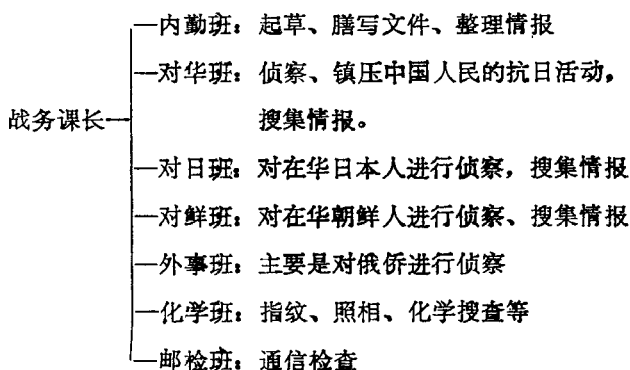 内勤班：起草、膳写文件、整理情报
对华班：侦察、镇压中国人民的抗日活动，
战务课长
搜集情报。
对日班：对在华日本人进行侦察，搜集情报
对鲜班：对在华朝鲜人进行侦察、搜集情报
外事班：主要是对俄侨进行侦察
化学班：指纹、照相、化学搜查等
邮检班：通信检查